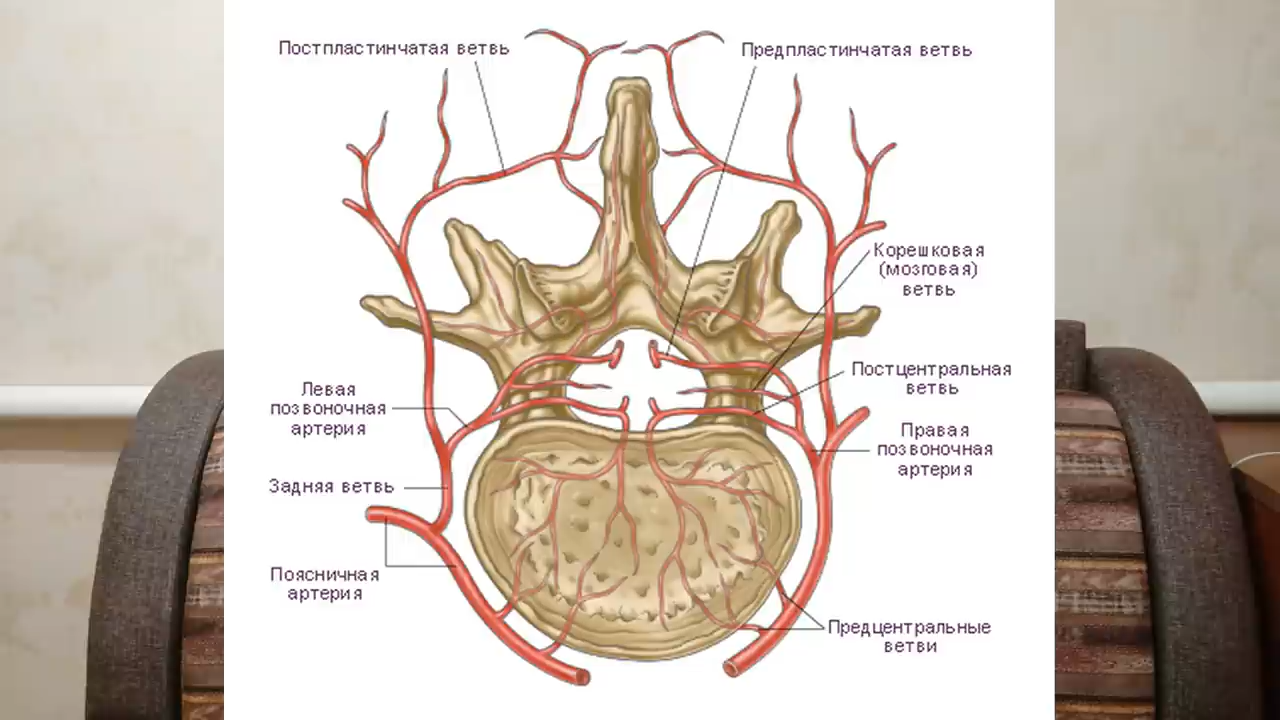 Постпластинчатая ветвь
Предпластинчатая ветвь
Корешковая
(мозговая)
ветвь
Постцентральная
ветвь
Левая
позвоночная
артерия
Правая
позвоночная
артерия
Задняя ветвь
Поясничная
артерия
Предцентральные
ветви